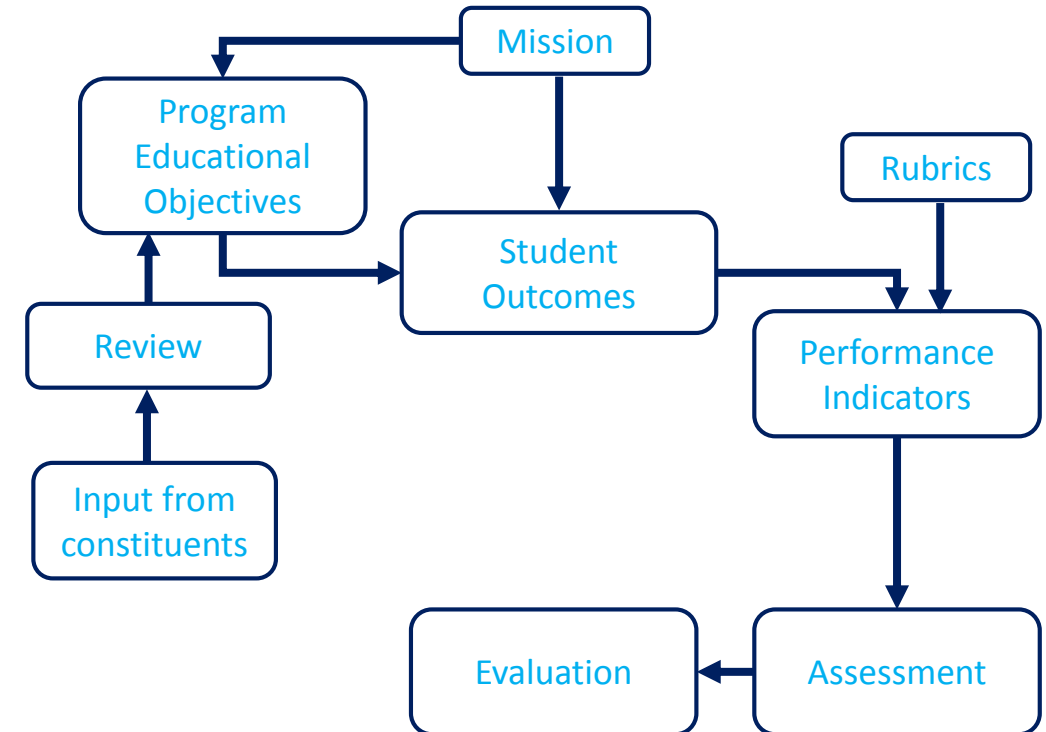 Mission
Program
Educational
Objectives
Rubrics
Student
Outcomes
Review
Performance
Indicators
Input from
constituents
Evaluation
Assessment